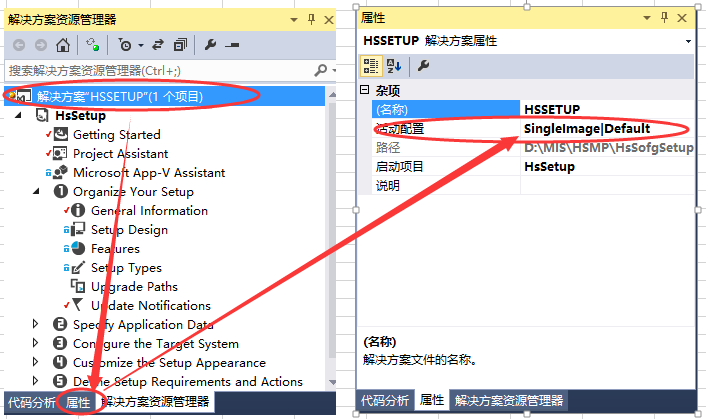 解决方案资源管理器
搜索解决方案资源管理器(Ctrl+;)
解决方案"HSSETUP"(1 个项目)
HsSetup
Getting Started
Project Assistant
Microsoft App-V Assistant
1 Organize Your Setup
General Information
Setup Design
Features
Setup Types
Upgrade Paths
Update Notifications
2 Specify Application Data
3 Configure the Target System
4 Customize the Setup Appearance
5 Define Setup Requirements and Actions
代码分析 属性 解决方案资源管理器
属性
HSSETUP 解决方案属性
杂项
(名称) HSSETUP
活动配置 SingleImage|Default
路径 D:\MIS\HSMP\HsSofgSetup
启动项目 HsSetup
说明
(名称)
解决方案文件的名称。
代码分析 属性 解决方案资源管理器